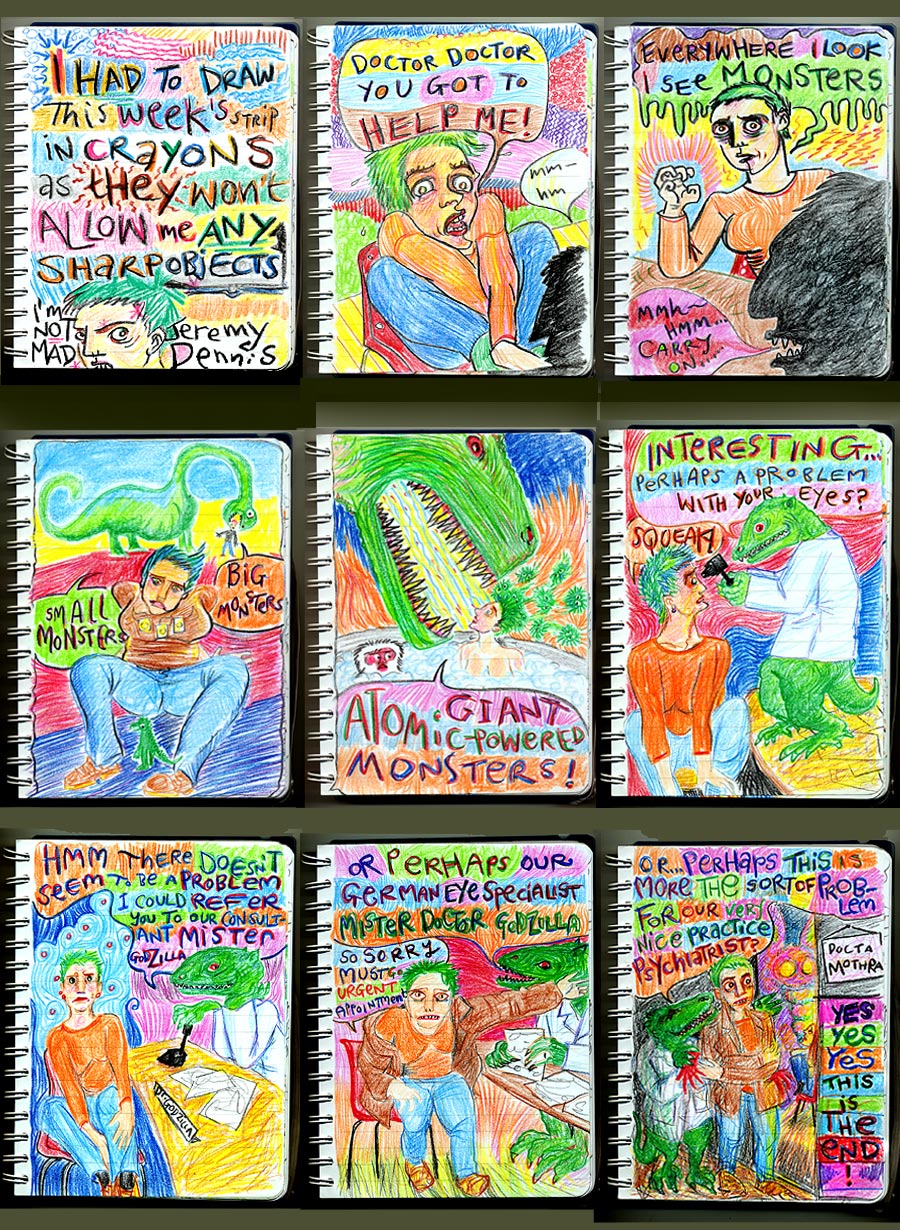 I HAD TO DRAW
THIS WEEK'S STRIP
IN CRAYONS
as they won't
ALLOW me ANY
SHARP OBJECTS
I'm
NOT
MAD
Jeremy
Dennis
DOCTOR DOCTOR
YOU GOT TO
HELP ME!
mm
hm
EVERYWHERE I LOOK
I SEE MONSTERS
mmh~
Hmm...
CARRY
ON...
SMALL
MONSTERS
BIG
MONSTERS
GIANT
ATOMIC-POWERED
MONSTERS!
INTERESTING...
PERHAPS A PROBLEM
WITH YOUR EYES?
SQUEAK
HMM THERE DOESN'T
SEEM TO BE A PROBLEM
I COULD REFER
YOU TO OUR CONSULT-
ANT MISTER
GODZILLA
Dr. GODZILLA
OR PERHAPS OUR
GERMAN EYE SPECIALIST
MISTER DOCTOR GODZILLA
SO SORRY
MUST GO
URGENT
APPOINTMENT
OR... PERHAPS THIS IS
MORE THE SORT OF PROB-
LEM
FOR OUR VERY
NICE PRACTICE
PSYCHIATRIST?
DOCTA
MOTHRA
YES
YES
YES
THIS
IS
THE
END
!